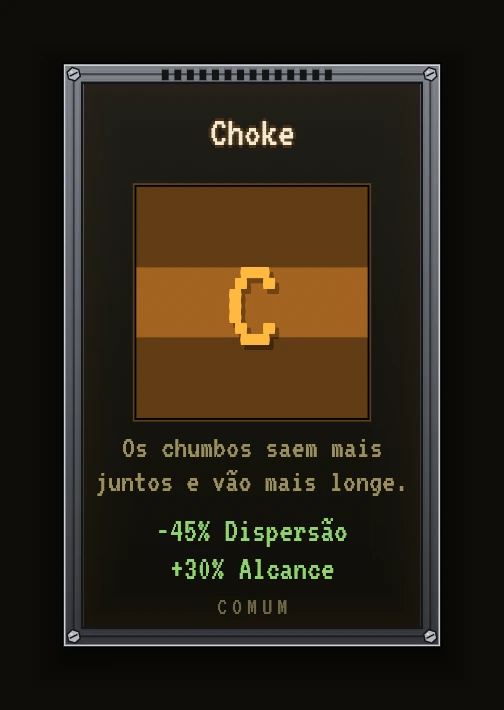 Choke
C
Os chumbos saem mais
juntos e vão mais longe.
-45% Dispersão
+30% Alcance
COMUM